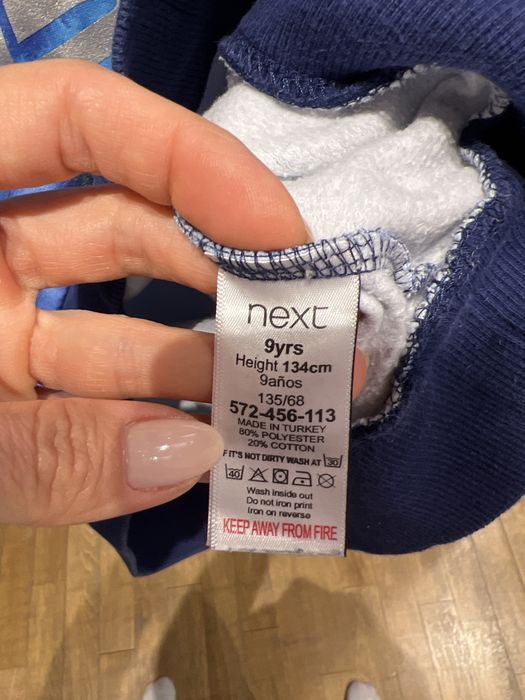 next
9yrs
Height 134cm
9años
135/68
572-456-113
MADE IN TURKEY
80% POLYESTER
20% COTTON
IF IT'S NOT DIRTY WASH AT 30
40
Wash inside out
Do not iron print
Iron on reverse
KEEP AWAY FROM FIRE